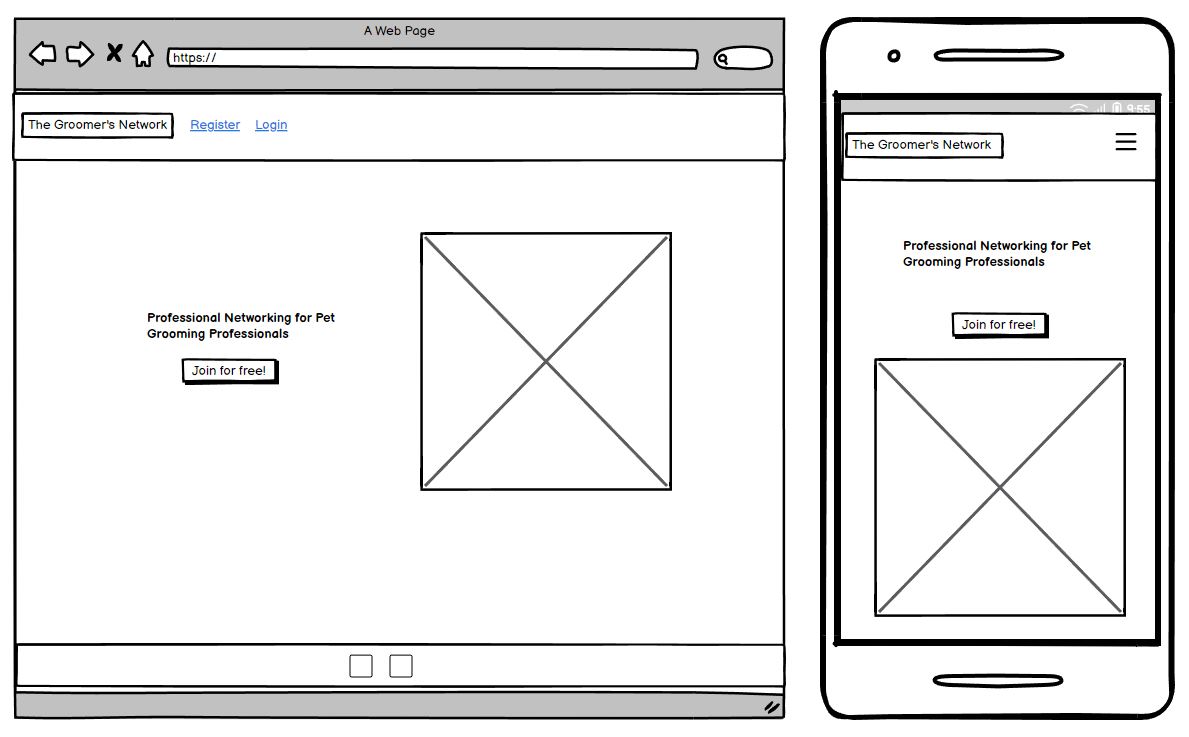 A Web Page
https://
The Groomer's Network Register Login
Professional Networking for Pet
Grooming Professionals
Join for free!
9:55
The Groomer's Network
Professional Networking for Pet
Grooming Professionals
Join for free!